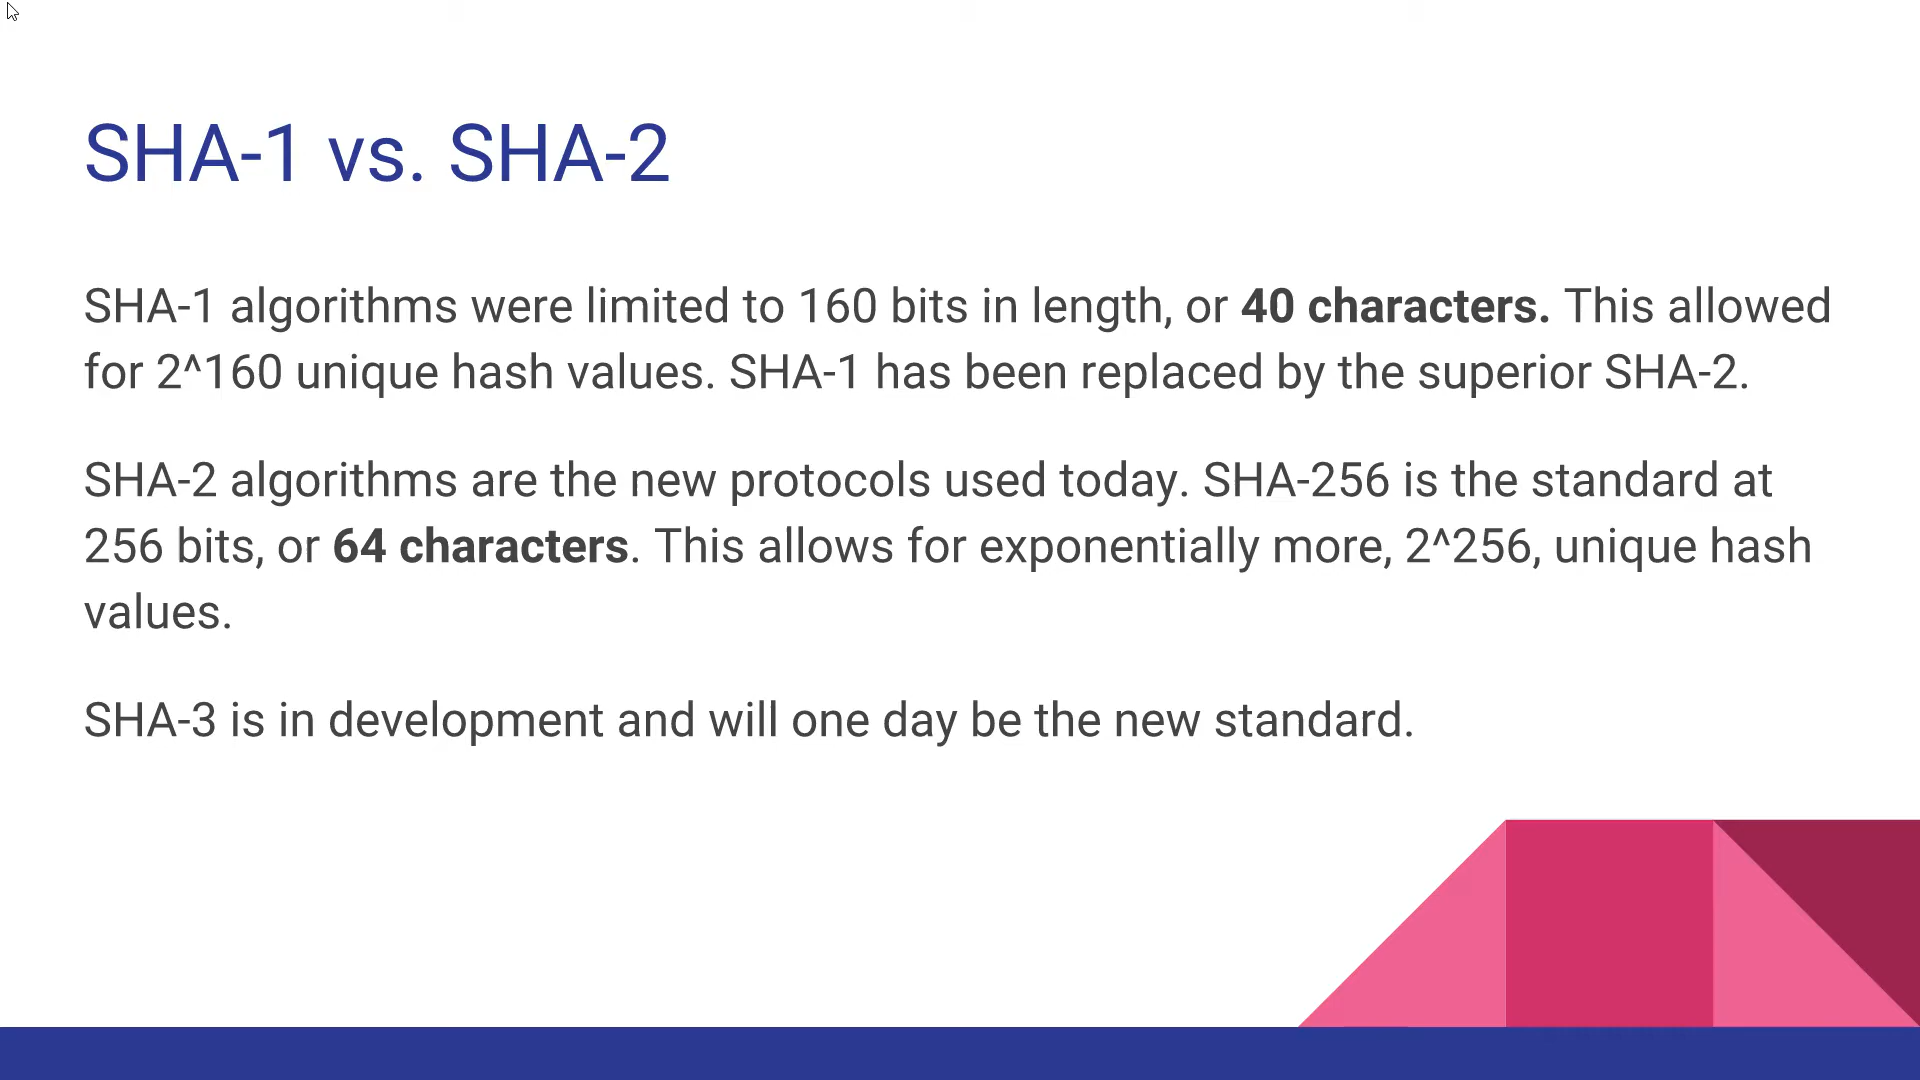 SHA-1 vs. SHA-2
SHA-1 algorithms were limited to 160 bits in length, or 40 characters. This allowed
for 2^160 unique hash values. SHA-1 has been replaced by the superior SHA-2.
SHA-2 algorithms are the new protocols used today. SHA-256 is the standard at
256 bits, or 64 characters. This allows for exponentially more, 2^256, unique hash
values.
SHA-3 is in development and will one day be the new standard.